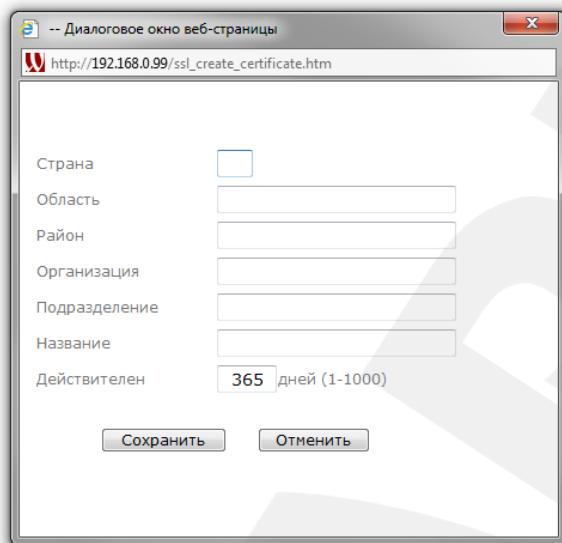 -- Диалоговое окно веб-страницы
http://192.168.0.99/ssl_create_certificate.htm
Страна
Область
Район
Организация
Подразделение
Название
Действителен 365 дней (1-1000)
Сохранить Отменить